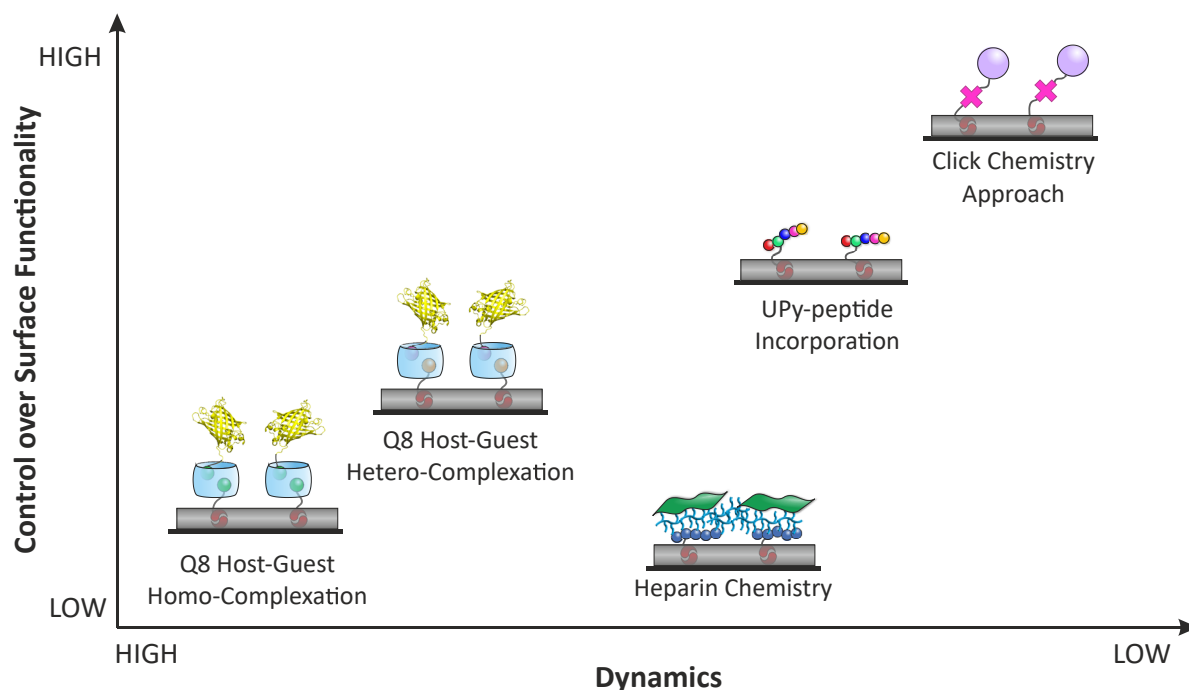 HIGH
Control over Surface Functionality
LOW
Click Chemistry
Approach
UPy-peptide
Incorporation
Q8 Host-Guest
Hetero-Complexation
Q8 Host-Guest
Homo-Complexation
Heparin Chemistry
HIGH
LOW
Dynamics